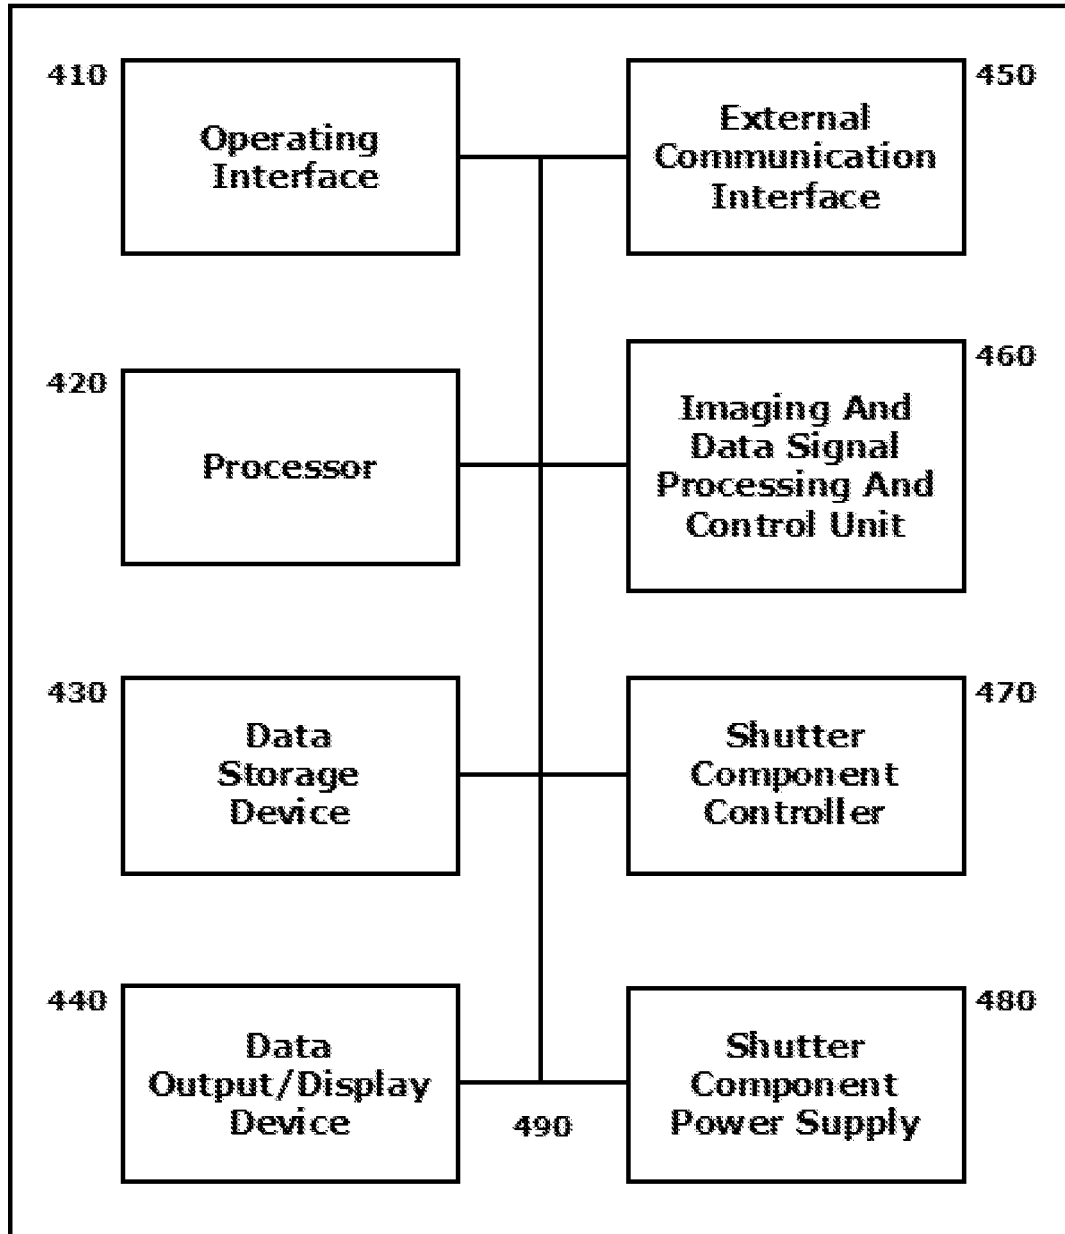 410
Operating
Interface
450
External
Communication
Interface
420
Processor
460
Imaging And
Data Signal
Processing And
Control Unit
430
Data
Storage
Device
470
Shutter
Component
Controller
440
Data
Output/Display
Device
490
480
Shutter
Component
Power Supply